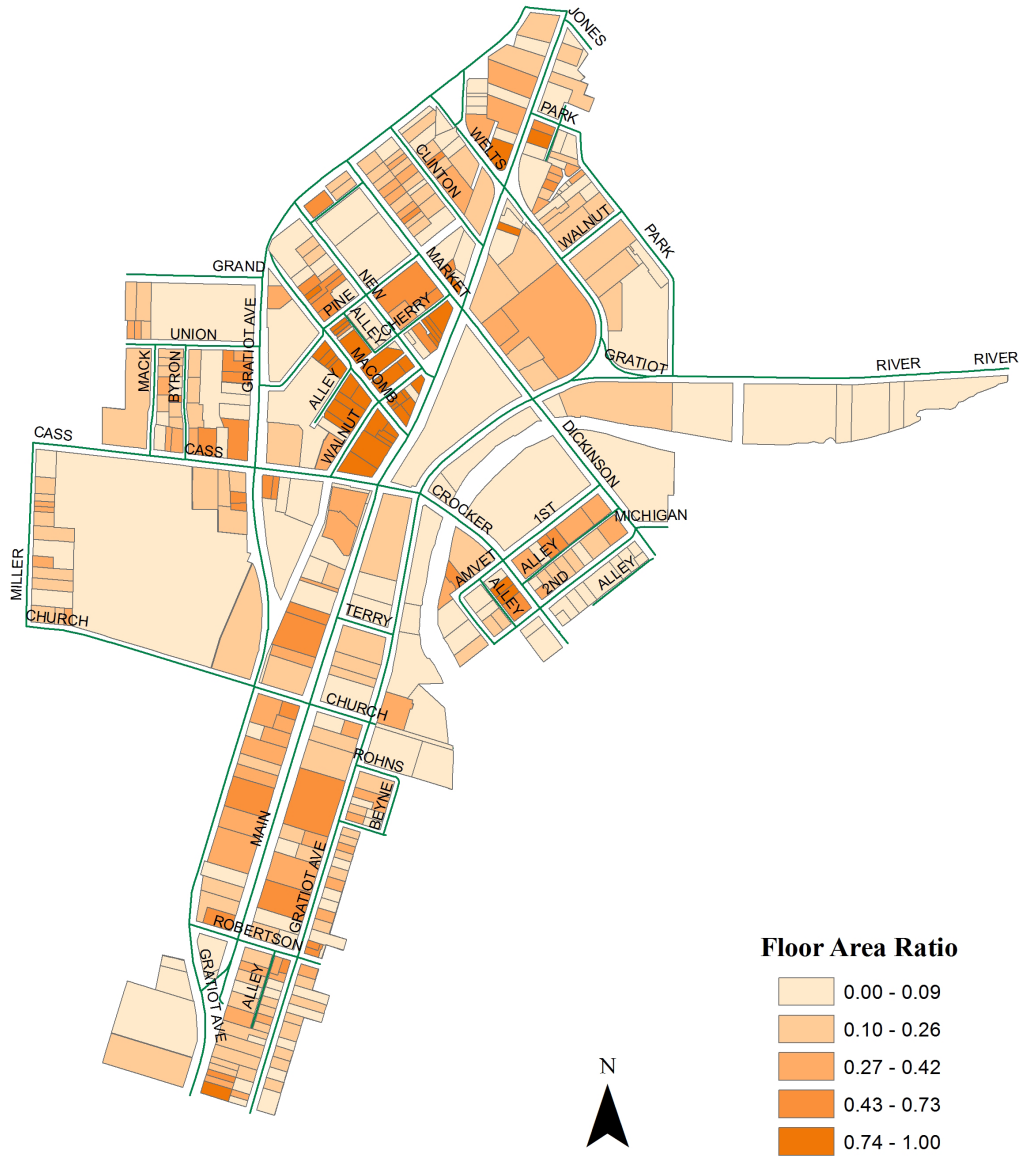 JONES
PARK
WELTS
CLINTON
WALNUT
PARK
GRAND
NEW
MARKET
PINE
ALLEY
CHERRY
UNION
GRATIOT AVE
MACK
BYRON
ALLEY
MACOMB
GRATIOT
RIVER
RIVER
CASS
CASS
WALNUT
DICKINSON
CROCKER
1ST
MICHIGAN
MILLER
AMVET
ALLEY
ALLEY
2ND
ALLEY
CHURCH
TERRY
CHURCH
ROHNS
BEYNE
MAIN
GRATIOT AVE
ROBERTSON
GRATIOT AVE
ALLEY
Floor Area Ratio
0.00 - 0.09
0.10 - 0.26
0.27 - 0.42
0.43 - 0.73
0.74 - 1.00
N